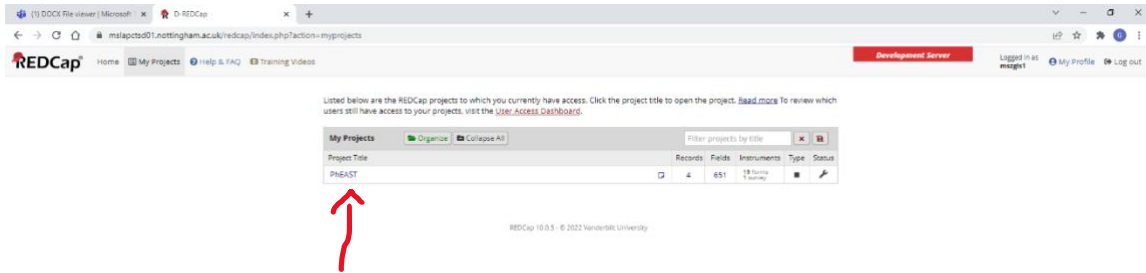 (1) DOCX File viewer | Microsoft
D-REDCap
mslapctsd01.nottingham.ac.uk/redcap/index.php?action=myprojects
REDCap Home My Projects Help & FAQ Training Videos Development Server Logged in as mszgis1 My Profile Log out
Listed below are the REDCap projects to which you currently have access. Click the project title to open the project. Read more To review which
users still have access to your projects, visit the User Access Dashboard.
My Projects Organize Collapse All Filter projects by title
Project Title Records Fields Instruments Type Status
PhEAST 4 651 19 forms
1 survey
REDCap 10.0.5 - © 2022 Vanderbilt University